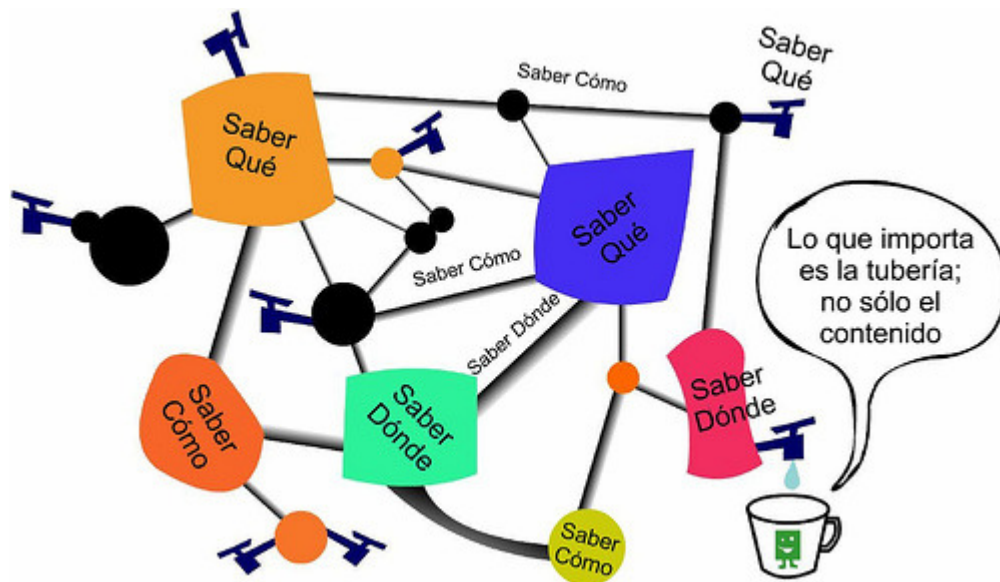 Saber
Qué
Saber Cómo
Saber
Qué
Saber
Qué
Saber Cómo
Saber Dónde
Lo que importa
es la tubería;
no sólo el
contenido
Saber
Cómo
Saber
Dónde
Saber
Dónde
Saber
Cómo